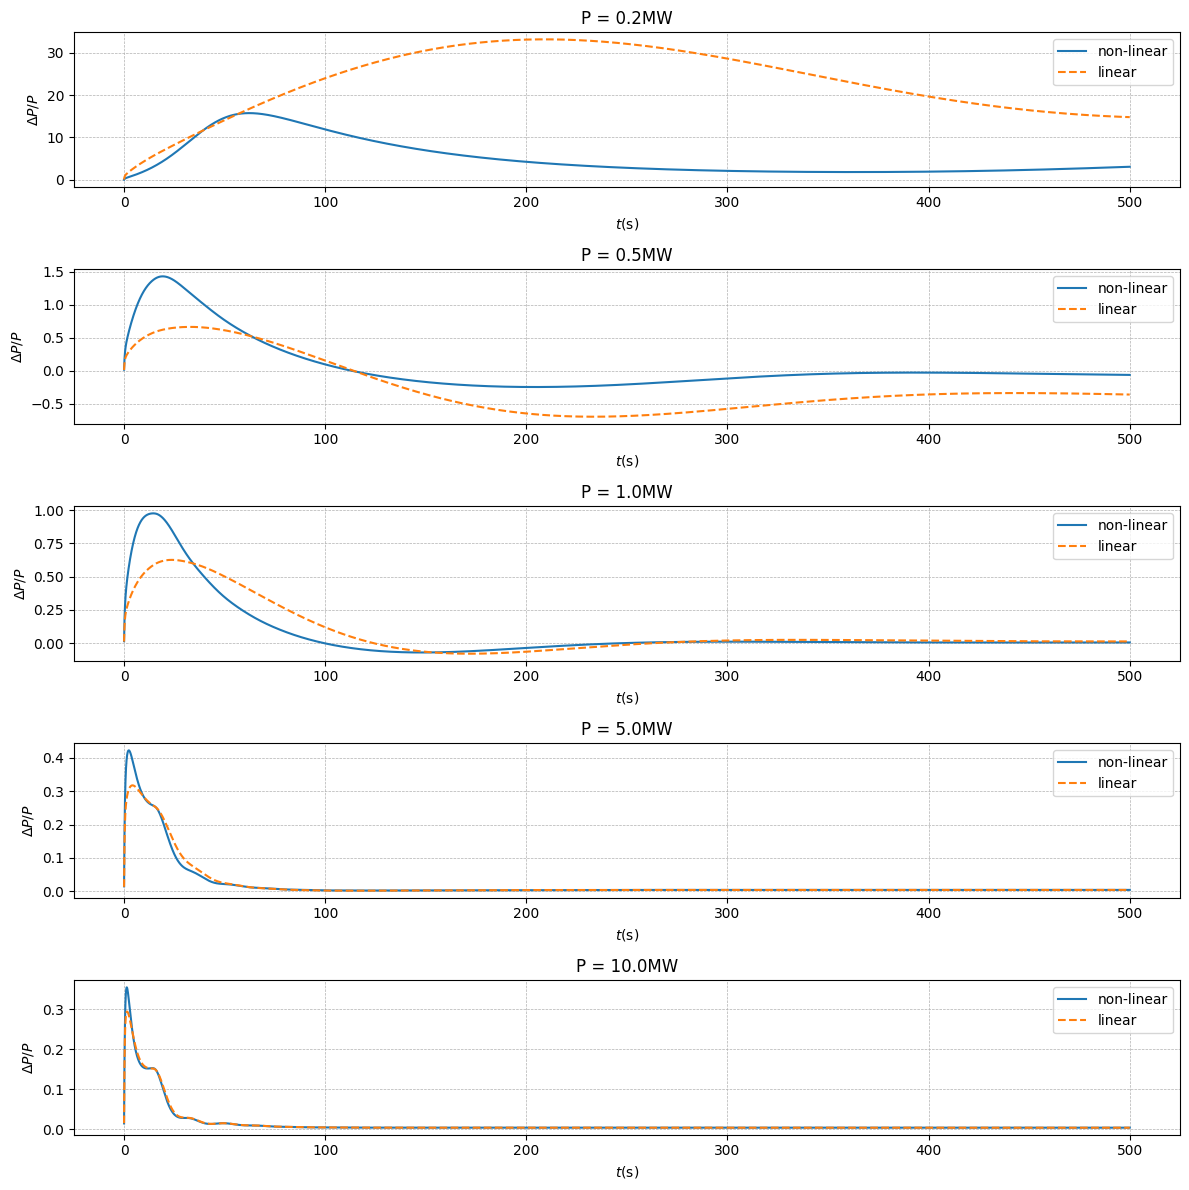 P = 0.2MW
30
20
10
0
ΔP/P
non-linear
linear
0 100 200 300 400 500
t(s)
P = 0.5MW
1.5
1.0
0.5
0.0
−0.5
ΔP/P
non-linear
linear
0 100 200 300 400 500
t(s)
P = 1.0MW
1.00
0.75
0.50
0.25
0.00
ΔP/P
non-linear
linear
0 100 200 300 400 500
t(s)
P = 5.0MW
0.4
0.3
0.2
0.1
0.0
ΔP/P
non-linear
linear
0 100 200 300 400 500
t(s)
P = 10.0MW
0.3
0.2
0.1
0.0
ΔP/P
non-linear
linear
0 100 200 300 400 500
t(s)